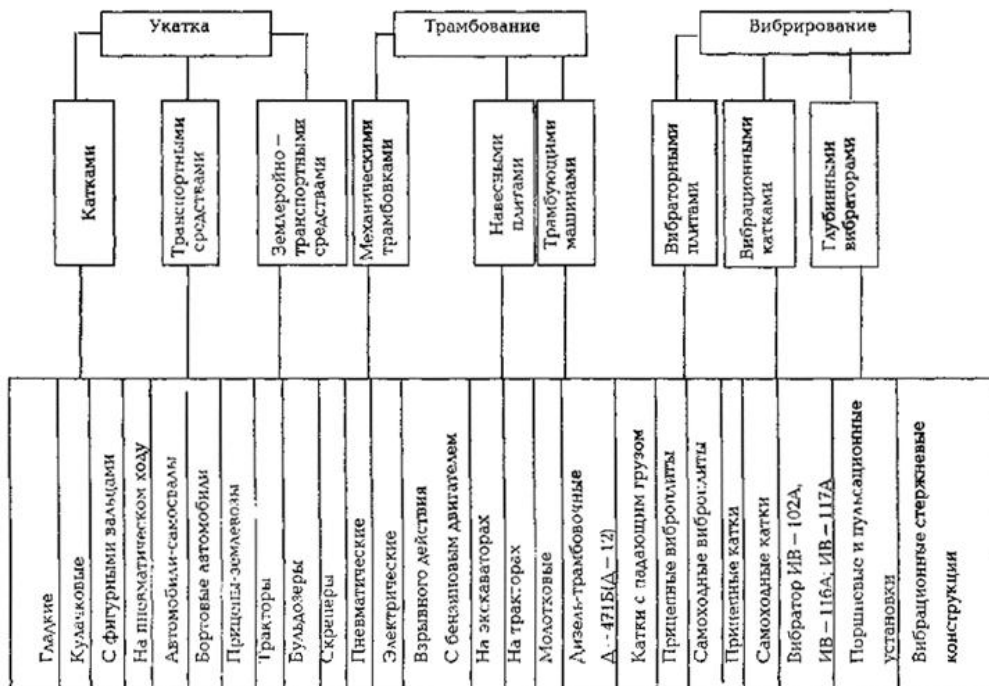 Укатка
Трамбование
Вибрирование
Катками
Транспортными
средствами
Землеройно –
транспортными
средствами
Механическими
трамбовками
Навесными
плитами
Трамбующими
машинами
Вибраторными
плитами
Вибрационными
катками
Глубинными
вибраторами
Гладкие
Кулачковые
С фигурными вальцами
На пневматическом ходу
Автомобили-самосвалы
Бортовые автомобили
Прицепы-землевозы
Тракторы
Бульдозеры
Скреперы
Пневматические
Электрические
Взрывного действия
С бензиновым двигателем
На экскаваторах
На тракторах
Молотковые
Дизель-трамбовочные
Д - 471Б(Д – 12)
Катки с падающим грузом
Прицепные виброплиты
Самоходные виброплиты
Прицепные катки
Самоходные катки
Вибратор ИВ – 102А,
ИВ – 116А, ИВ – 117А
Поршневые и пульсационные
установки
Вибрационные стержневые
конструкции